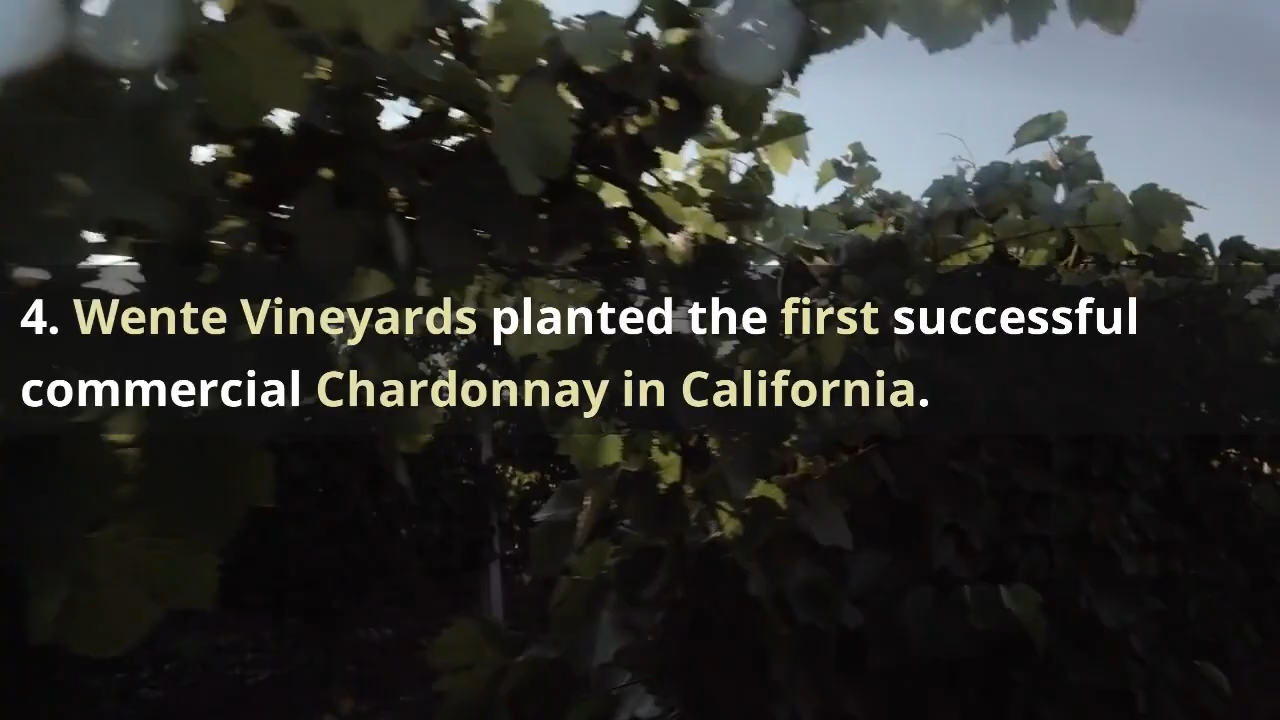 4. Wente Vineyards planted the first successful
commercial Chardonnay in California.